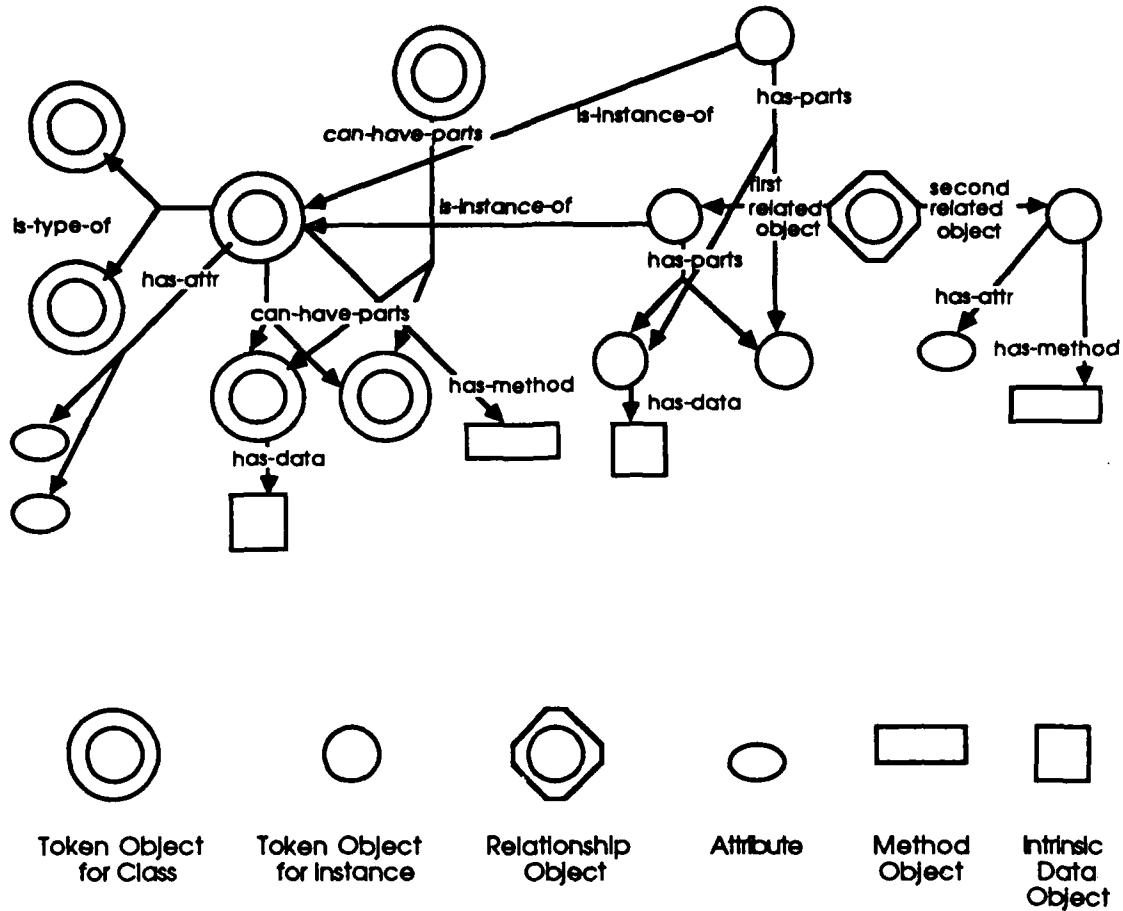 has-parts
is-instance-of
can-have-parts
is-type-of
is-instance-of
first
related
object
second
related
object
has-attr
has-parts
has-attr
can-have-parts
has-method
has-method
has-data
has-data
Token Object
for Class
Token Object
for Instance
Relationship
Object
Attribute
Method
Object
Intrinsic
Data
Object